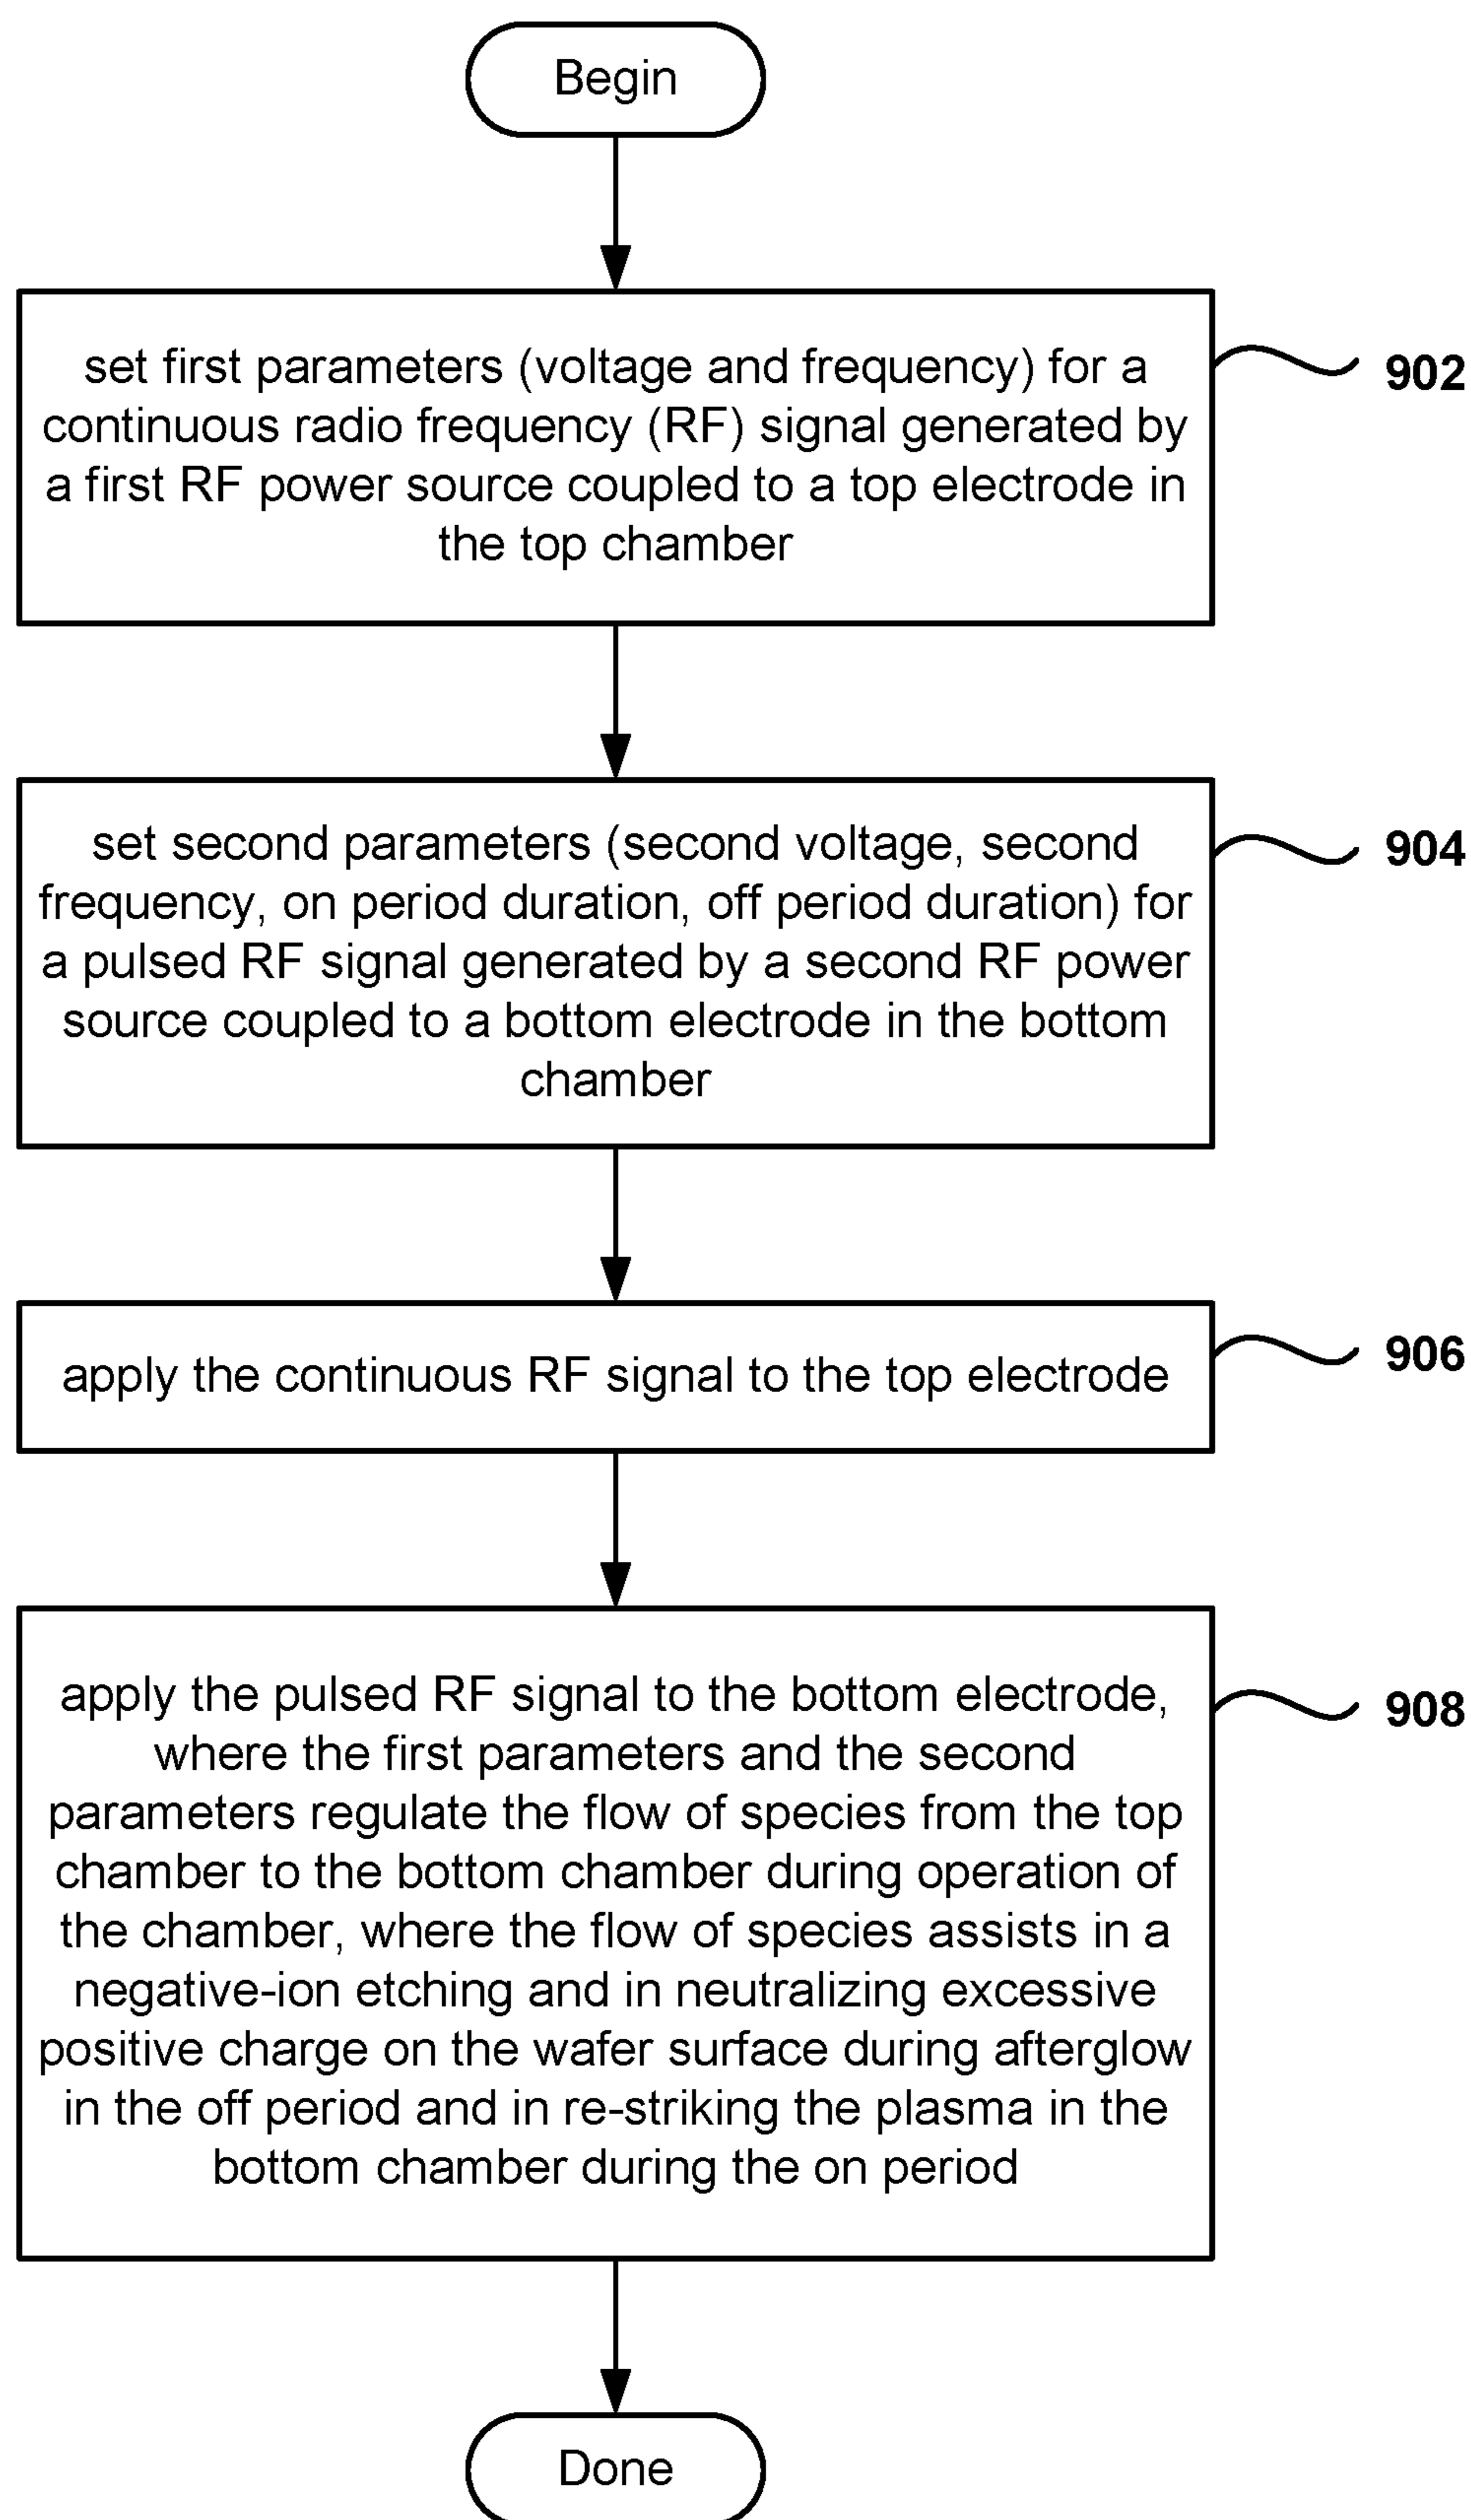 Begin
set first parameters (voltage and frequency) for a
continuous radio frequency (RF) signal generated by
a first RF power source coupled to a top electrode in
the top chamber
902
set second parameters (second voltage, second
frequency, on period duration, off period duration) for
a pulsed RF signal generated by a second RF power
source coupled to a bottom electrode in the bottom
chamber
904
apply the continuous RF signal to the top electrode
906
apply the pulsed RF signal to the bottom electrode,
where the first parameters and the second
parameters regulate the flow of species from the top
chamber to the bottom chamber during operation of
the chamber, where the flow of species assists in a
negative-ion etching and in neutralizing excessive
positive charge on the wafer surface during afterglow
in the off period and in re-striking the plasma in the
bottom chamber during the on period
908
Done